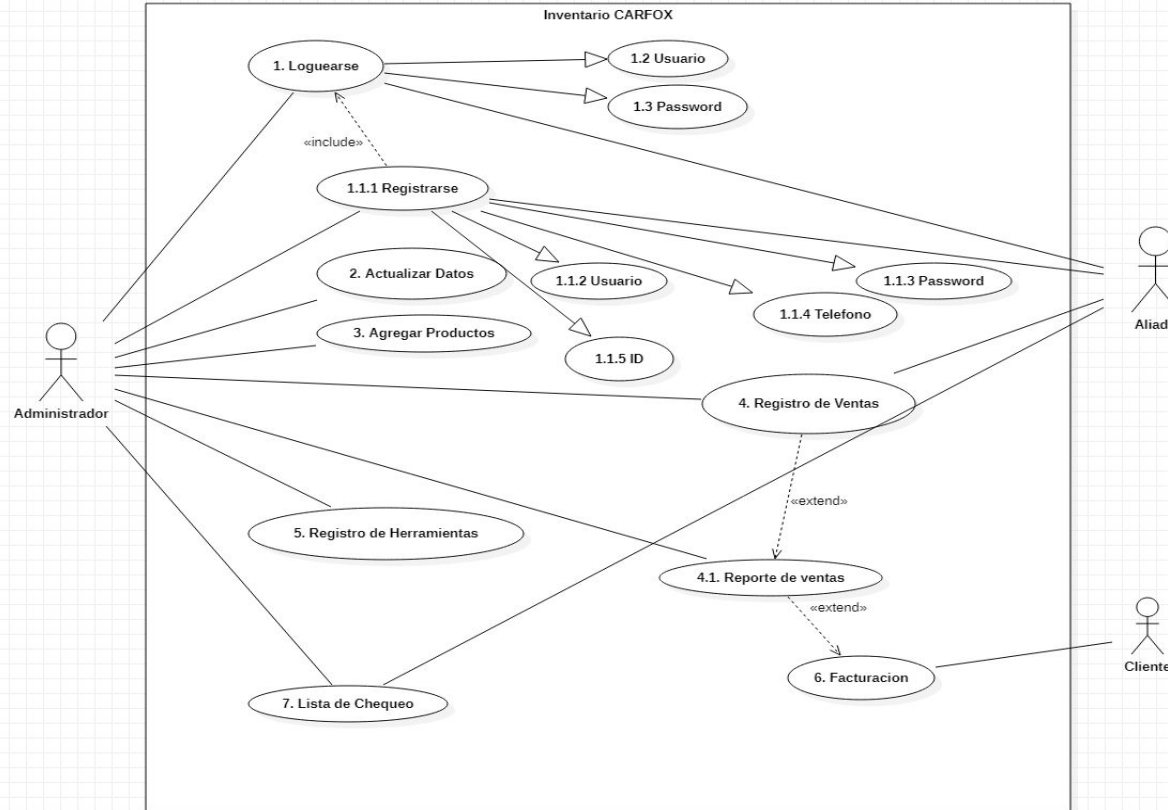 Inventario CARFOX
1. Loguearse
1.2 Usuario
1.3 Password
«include»
1.1.1 Registrarse
2. Actualizar Datos
1.1.2 Usuario
1.1.3 Password
1.1.4 Telefono
3. Agregar Productos
1.1.5 ID
Aliad
Administrador
4. Registro de Ventas
«extend»
5. Registro de Herramientas
4.1. Reporte de ventas
«extend»
Cliente
6. Facturacion
7. Lista de Chequeo